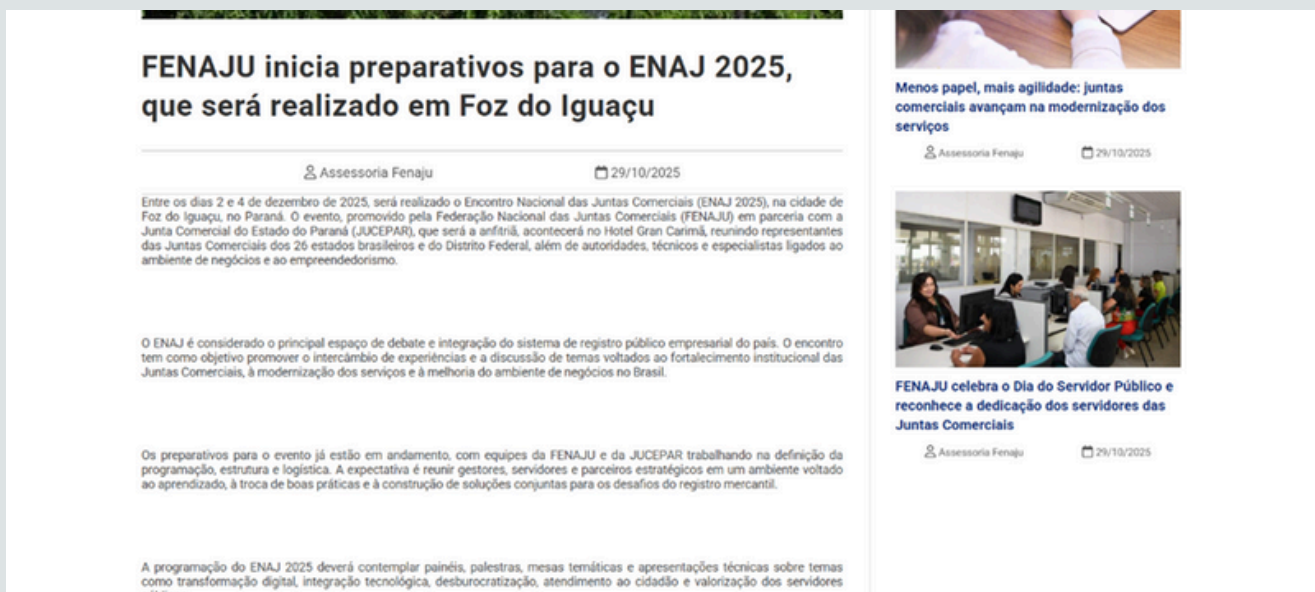 FENAJU inicia preparativos para o ENAJ 2025,
que será realizado em Foz do Iguaçu
Assessoria Fenaju
29/10/2025
Entre os dias 2 e 4 de dezembro de 2025, será realizado o Encontro Nacional das Juntas Comerciais (ENAJ 2025), na cidade de
Foz do Iguaçu, no Paraná. O evento, promovido pela Federação Nacional das Juntas Comerciais (FENAJU) em parceria com a
Junta Comercial do Estado do Paraná (JUCEPAR), que será a anfitriã, acontecerá no Hotel Gran Carimã, reunindo representantes
das Juntas Comerciais dos 26 estados brasileiros e do Distrito Federal, além de autoridades, técnicos e especialistas ligados ao
ambiente de negócios e ao empreendedorismo.
O ENAJ é considerado o principal espaço de debate e integração do sistema de registro público empresarial do país. O encontro
tem como objetivo promover o intercâmbio de experiências e a discussão de temas voltados ao fortalecimento institucional das
Juntas Comerciais, à modernização dos serviços e à melhoria do ambiente de negócios no Brasil.
Os preparativos para o evento já estão em andamento, com equipes da FENAJU e da JUCEPAR trabalhando na definição da
programação, estrutura e logística. A expectativa é reunir gestores, servidores e parceiros estratégicos em um ambiente voltado
ao aprendizado, à troca de boas práticas e à construção de soluções conjuntas para os desafios do registro mercantil.
A programação do ENAJ 2025 deverá contemplar painéis, palestras, mesas temáticas e apresentações técnicas sobre temas
como transformação digital, integração tecnológica, desburocratização, atendimento ao cidadão e valorização dos servidores
Menos papel, mais agilidade: juntas
comerciais avançam na modernização dos
serviços
Assessoria Fenaju
29/10/2025
FENAJU celebra o Dia do Servidor Público e
reconhece a dedicação dos servidores das
Juntas Comerciais
Assessoria Fenaju
29/10/2025